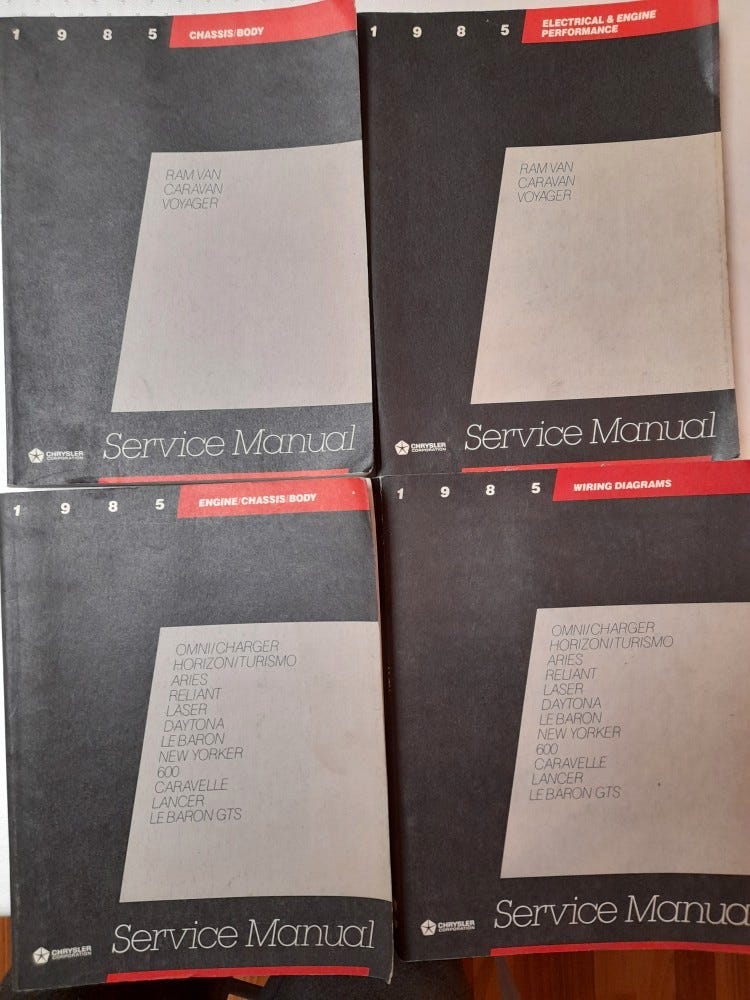 1 9 8 5 CHASSIS/BODY
RAM VAN
CARAVAN
VOYAGER
CHRYSLER
CORPORATION
Service Manual
1 9 8 5 ELECTRICAL & ENGINE
PERFORMANCE
RAM VAN
CARAVAN
VOYAGER
CHRYSLER
CORPORATION
Service Manual
1 9 8 5 ENGINE/CHASSIS/BODY
OMNI/CHARGER
HORIZON/TURISMO
ARIES
RELIANT
LASER
DAYTONA
LE BARON
NEW YORKER
600
CARAVELLE
LANCER
LE BARON GTS
CHRYSLER
CORPORATION
Service Manual
1 9 8 5 WIRING DIAGRAMS
OMNI/CHARGER
HORIZON/TURISMO
ARIES
RELIANT
LASER
DAYTONA
LE BARON
NEW YORKER
600
CARAVELLE
LANCER
LE BARON GTS
CHRYSLER
CORPORATION
Service Manua